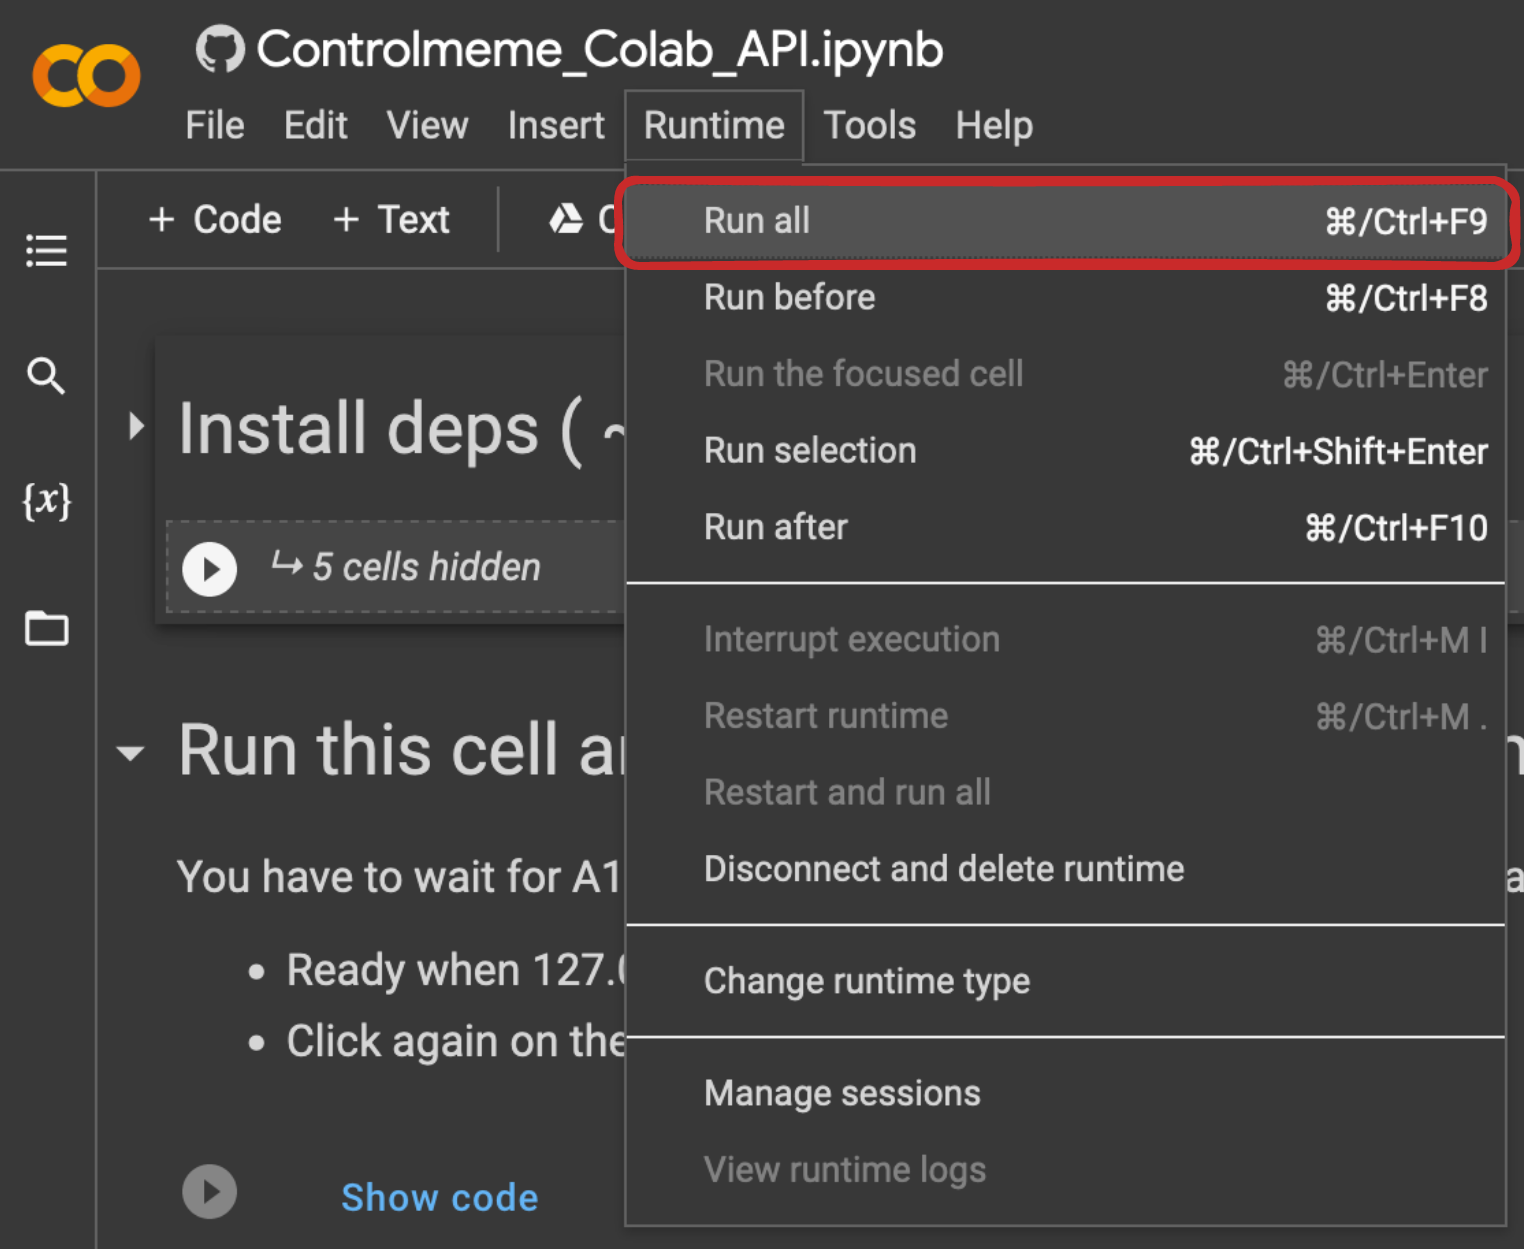 Controlmeme_Colab_API.ipynb
File Edit View Insert Runtime Tools Help
+ Code + Text
Run all ⌘/Ctrl+F9
Run before ⌘/Ctrl+F8
Run the focused cell ⌘/Ctrl+Enter
Run selection ⌘/Ctrl+Shift+Enter
Run after ⌘/Ctrl+F10
Interrupt execution ⌘/Ctrl+M I
Restart runtime ⌘/Ctrl+M .
Restart and run all
Disconnect and delete runtime
Change runtime type
Manage sessions
View runtime logs
{x}
Install deps ( ~
5 cells hidden
Run this cell
You have to wait for A1
Ready when 127.
Click again on the
Show code